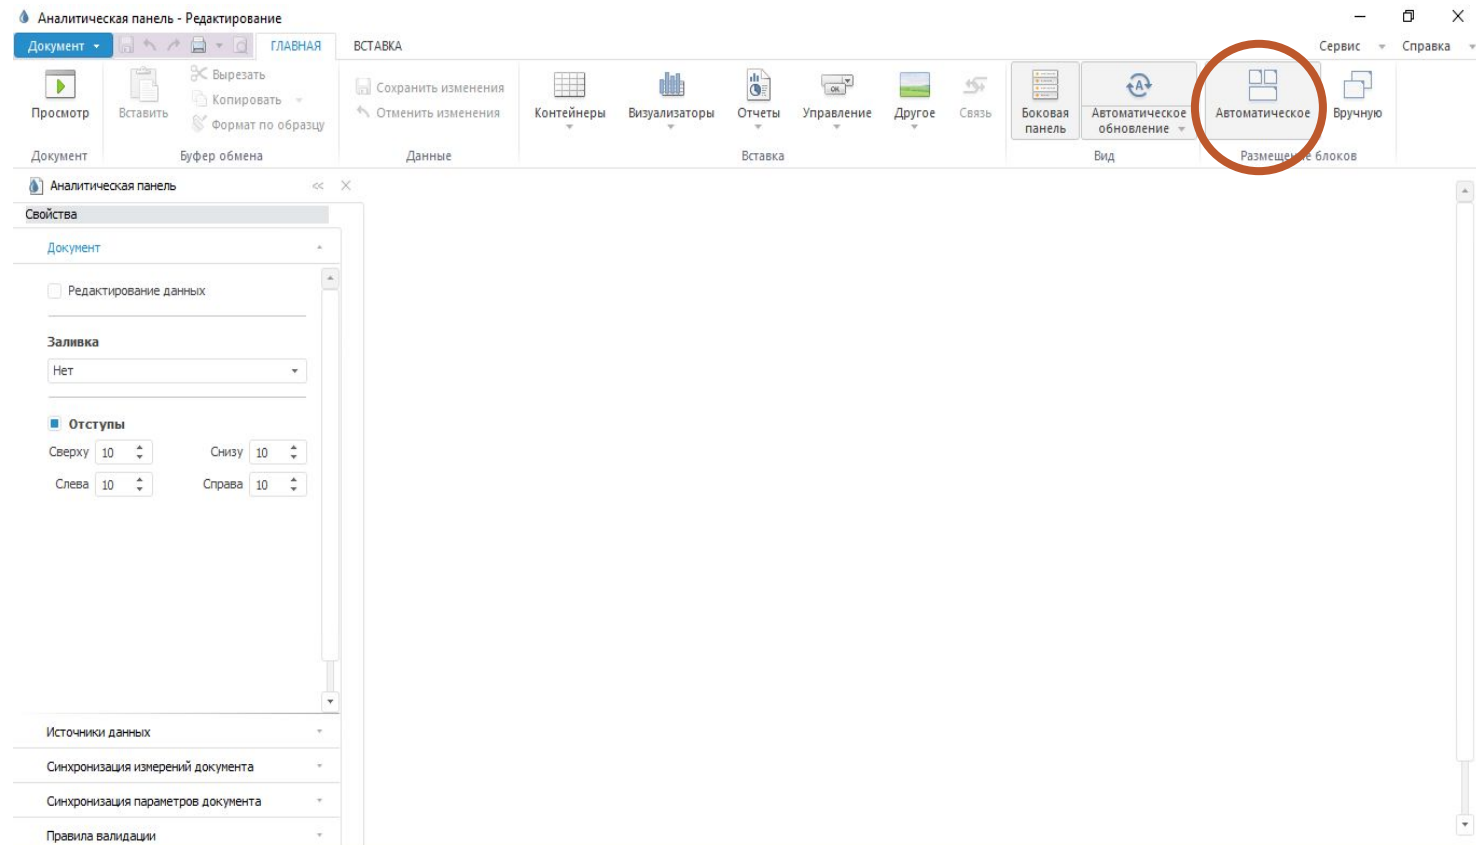 Аналитическая панель - Редактирование
Документ
ГЛАВНАЯ
ВСТАВКА
Сервис
Справка
Просмотр
Вставить
Вырезать
Копировать
Формат по образцу
Сохранить изменения
Отменить изменения
Контейнеры
Визуализаторы
Отчеты
OK
Управление
Другое
Связь
Боковая
панель
A
Автоматическое
обновление
Автоматическое
Вручную
Документ
Буфер обмена
Данные
Вставка
Вид
Размещение блоков
Аналитическая панель
Свойства
Документ
Редактирование данных
Заливка
Нет
Отступы
Сверху 10 Снизу 10
Слева 10 Справа 10
Источники данных
Синхронизация измерений документа
Синхронизация параметров документа
Правила валидации